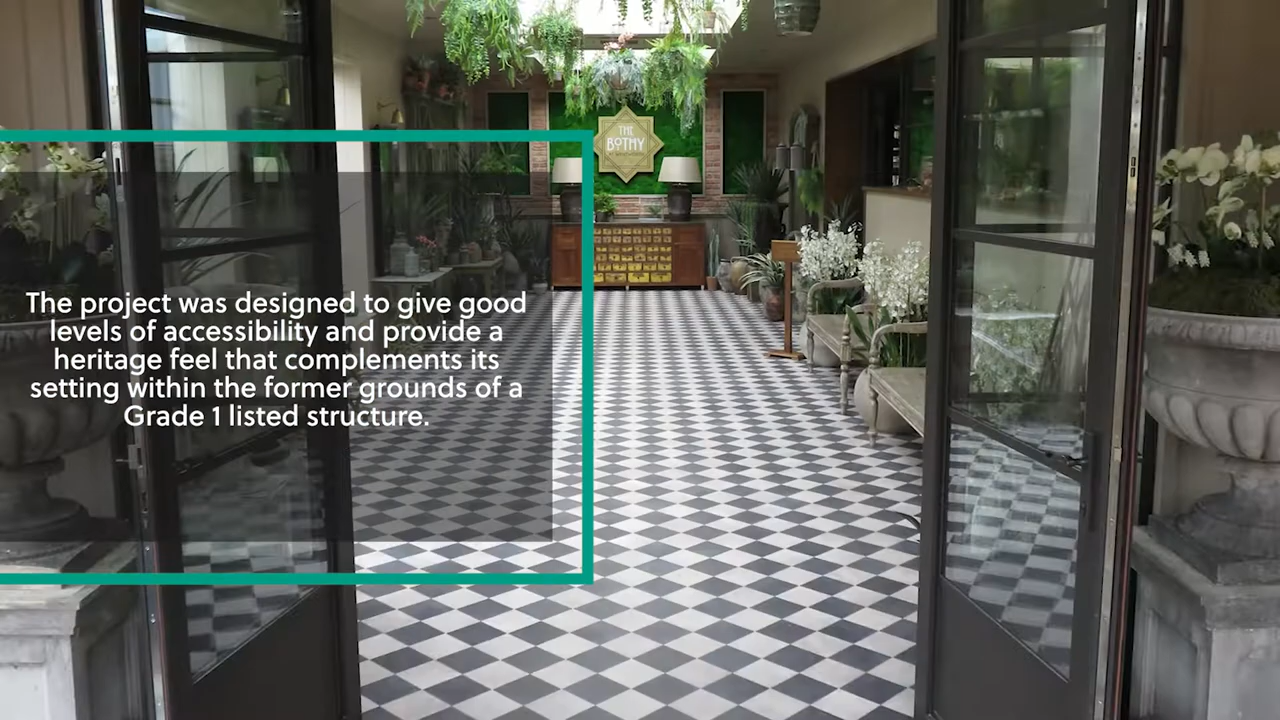 THE
BOTHY
The project was designed to give good
levels of accessibility and provide a
heritage feel that complements its
setting within the former grounds of a
Grade 1 listed structure.